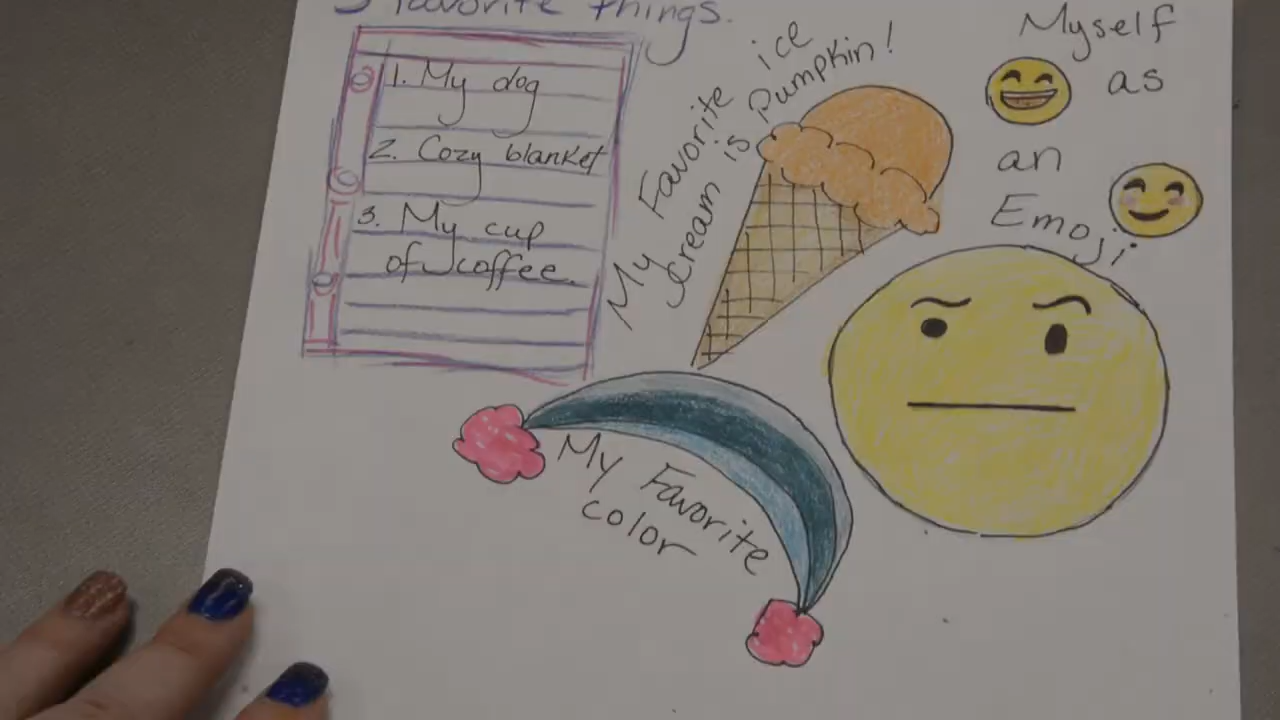 3 favorite things.
1. My dog
2. Cozy blanket
3. My cup
of coffee.
My Favorite ice
cream is Pumpkin!
Myself
as
an
Emoji
My Favorite
color